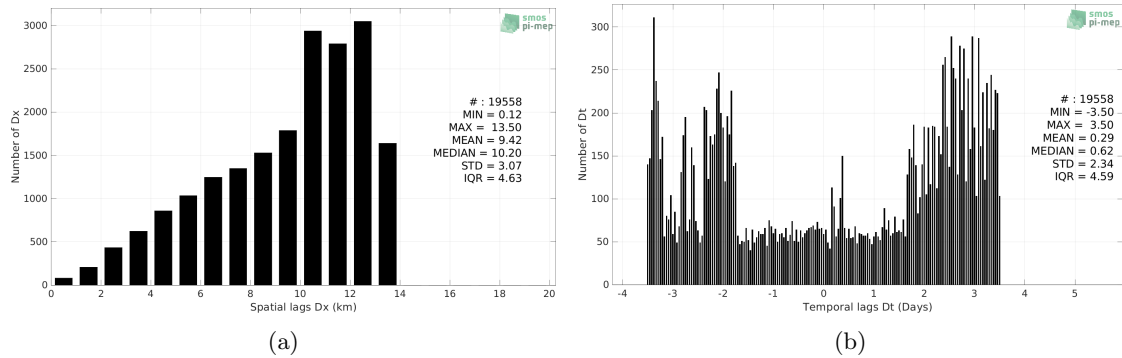 smos
pi-mep
3000
2500
2000
1500
1000
500
0
Number of Dx
# : 19558
MIN = 0.12
MAX = 13.50
MEAN = 9.42
MEDIAN = 10.20
STD = 3.07
IQR = 4.63
0 2 4 6 8 10 12 14 16 18 20
Spatial lags Dx (km)
(a)
smos
pi-mep
300
250
200
150
100
50
0
Number of Dt
# : 19558
MIN = -3.50
MAX = 3.50
MEAN = 0.29
MEDIAN = 0.62
STD = 2.34
IQR = 4.59
-4 -3 -2 -1 0 1 2 3 4 5
Temporal lags Dt (Days)
(b)